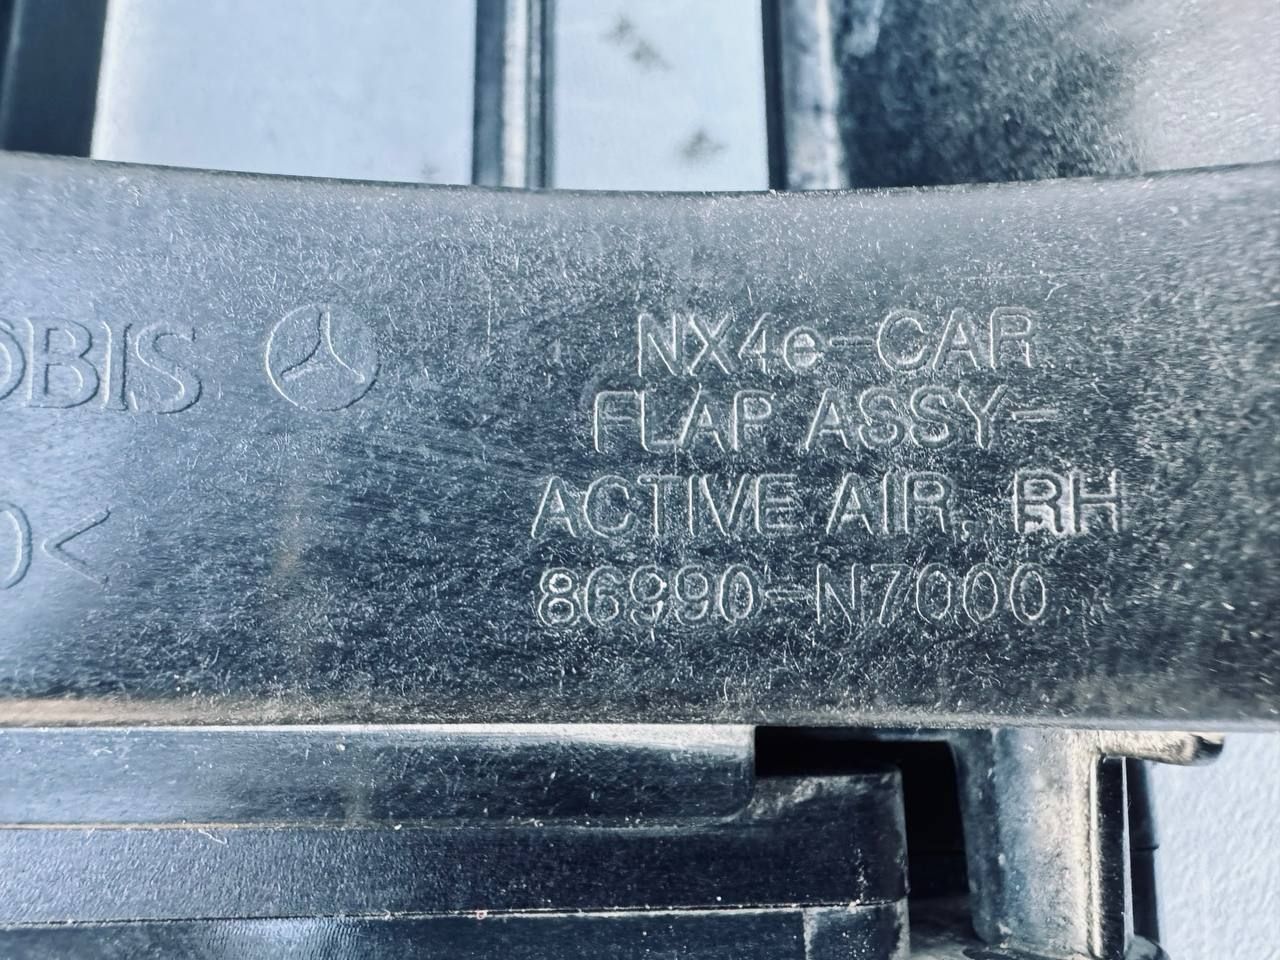 OBIS
NX4e-CAR
FLAP ASSY-
ACTIVE AIR, RH
86990-N7000
<